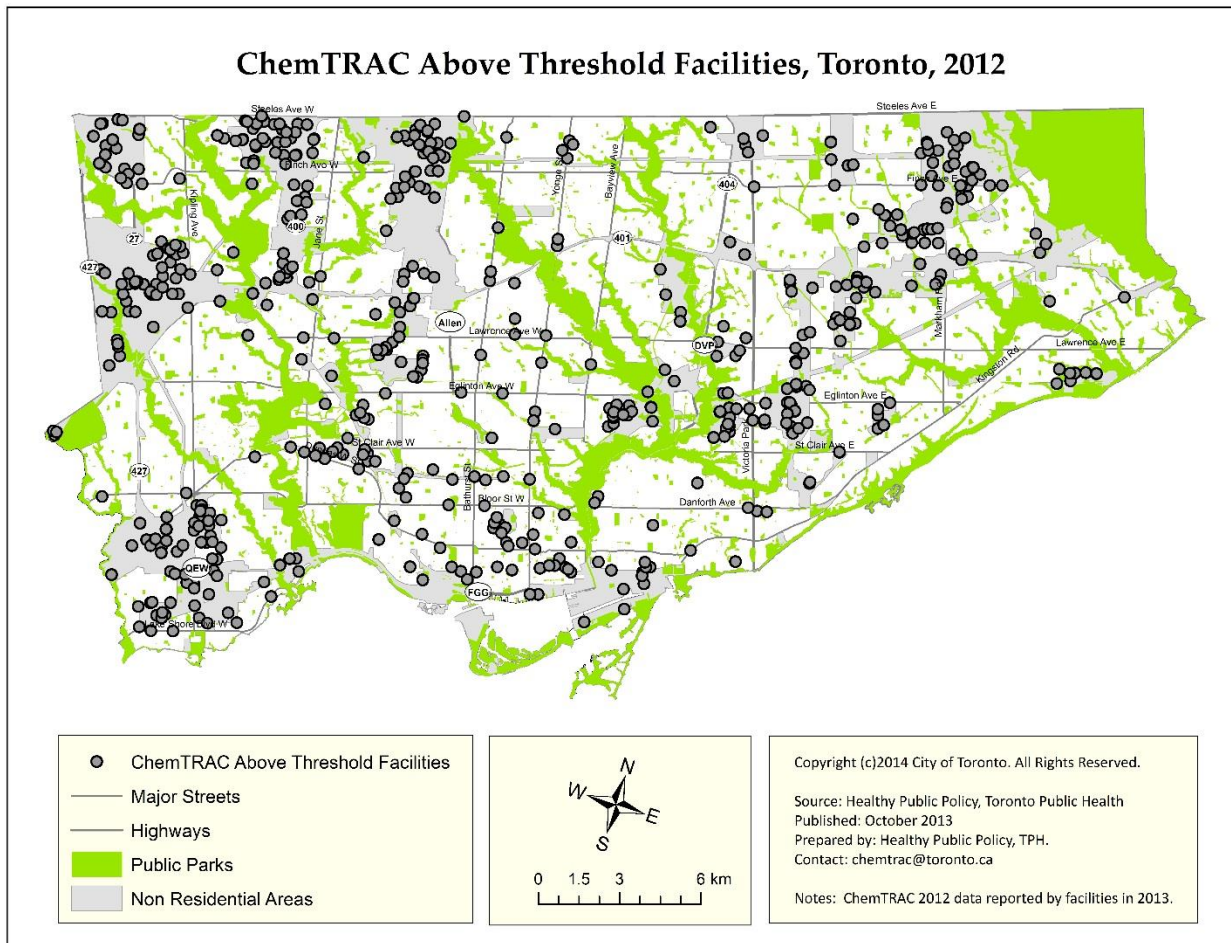 ChemTRAC Above Threshold Facilities, Toronto, 2012
Steeles Ave W
Steeles Ave E
Finch Ave W
Finch Ave E
Kipling Ave
Jane St
Yonge St
Bayview Ave
404
400
27
427
401
Markham Rd
Allen
Lawrence Ave W
DVP
Lawrence Ave E
Kingston Rd
Eglinton Ave W
Eglinton Ave E
St Clair Ave W
St Clair Ave E
Victoria Park
427
Bathurst St
Bloor St W
Danforth Ave
QEW
FGG
Lake Shore Blvd W
ChemTRAC Above Threshold Facilities
Major Streets
Highways
Public Parks
Non Residential Areas
N
W
E
S
0 1.5 3 6 km
Copyright (c)2014 City of Toronto. All Rights Reserved.
Source: Healthy Public Policy, Toronto Public Health
Published: October 2013
Prepared by: Healthy Public Policy, TPH.
Contact: chemtrac@toronto.ca
Notes: ChemTRAC 2012 data reported by facilities in 2013.